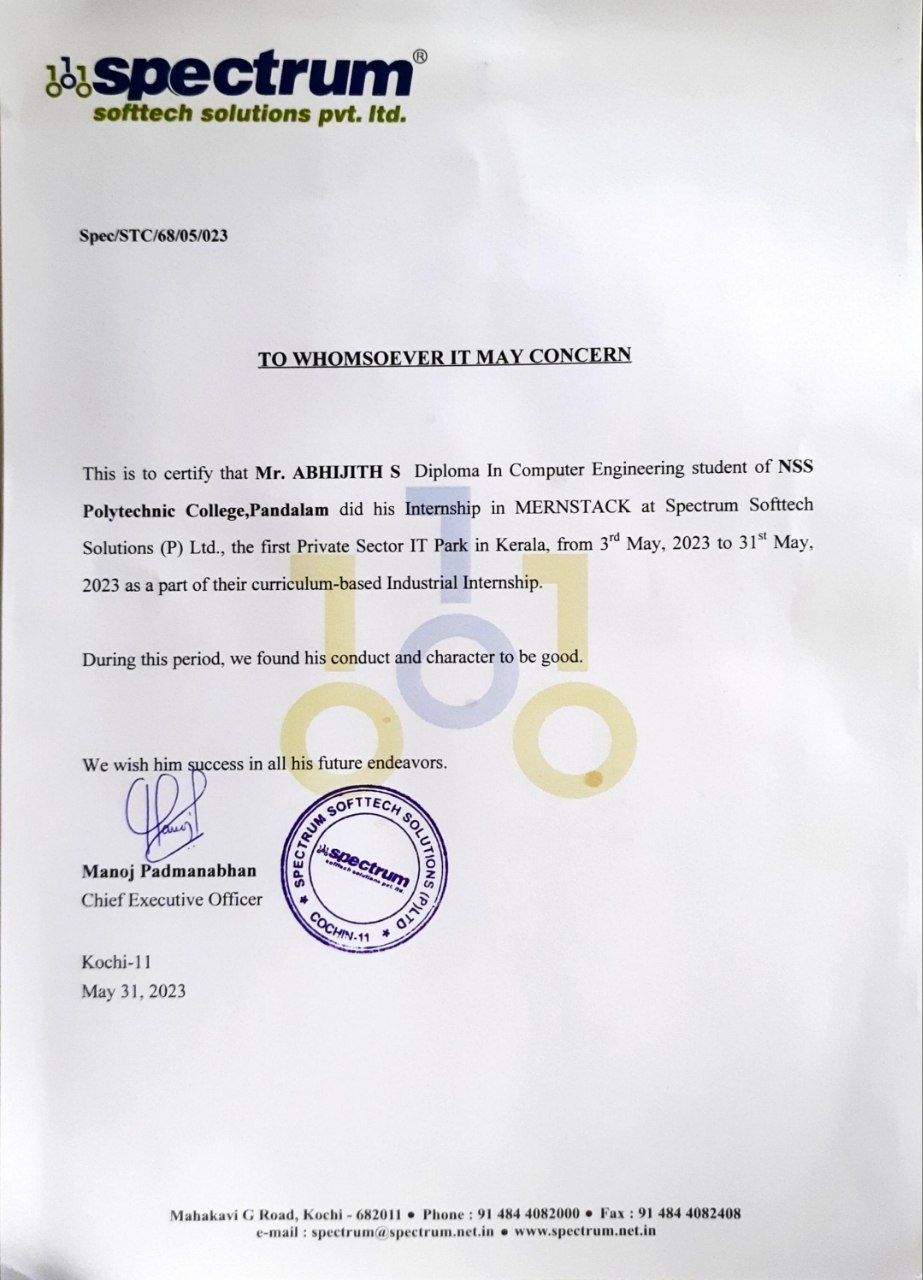 spectrum®
softtech solutions pvt. ltd.
Spec/STC/68/05/023
TO WHOMSOEVER IT MAY CONCERN
This is to certify that Mr. ABHIJITH S Diploma In Computer Engineering student of NSS
Polytechnic College,Pandalam did his Internship in MERNSTACK at Spectrum Softtech
Solutions (P) Ltd., the first Private Sector IT Park in Kerala, from 3rd May, 2023 to 31st May,
2023 as a part of their curriculum-based Industrial Internship.
During this period, we found his conduct and character to be good.
We wish him success in all his future endeavors.
Manoj
SPECTRUM SOFTTECH SOLUTIONS (P)LTD
spectrum
softtech solutions pvt. ltd.
★ COCHIN-11 ★
Manoj Padmanabhan
Chief Executive Officer
Kochi-11
May 31, 2023
Mahakavi G Road, Kochi - 682011 ● Phone : 91 484 4082000 ● Fax : 91 484 4082408
e-mail : spectrum@spectrum.net.in ● www.spectrum.net.in